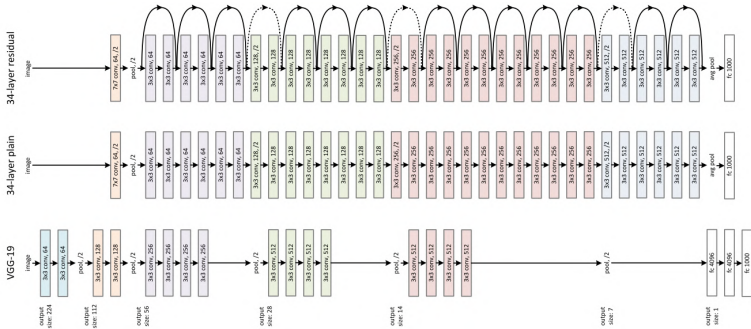 34-layer residual
image
7x7 conv, 64, /2
pool, /2
3x3 conv, 64
3x3 conv, 64
3x3 conv, 64
3x3 conv, 64
3x3 conv, 64
3x3 conv, 64
3x3 conv, 128, /2
3x3 conv, 128
3x3 conv, 128
3x3 conv, 128
3x3 conv, 128
3x3 conv, 128
3x3 conv, 128
3x3 conv, 128
3x3 conv, 256, /2
3x3 conv, 256
3x3 conv, 256
3x3 conv, 256
3x3 conv, 256
3x3 conv, 256
3x3 conv, 256
3x3 conv, 256
3x3 conv, 256
3x3 conv, 256
3x3 conv, 256
3x3 conv, 256
3x3 conv, 512, /2
3x3 conv, 512
3x3 conv, 512
3x3 conv, 512
3x3 conv, 512
3x3 conv, 512
avg pool
fc 1000
34-layer plain
image
7x7 conv, 64, /2
pool, /2
3x3 conv, 64
3x3 conv, 64
3x3 conv, 64
3x3 conv, 64
3x3 conv, 64
3x3 conv, 64
3x3 conv, 128, /2
3x3 conv, 128
3x3 conv, 128
3x3 conv, 128
3x3 conv, 128
3x3 conv, 128
3x3 conv, 128
3x3 conv, 128
3x3 conv, 256, /2
3x3 conv, 256
3x3 conv, 256
3x3 conv, 256
3x3 conv, 256
3x3 conv, 256
3x3 conv, 256
3x3 conv, 256
3x3 conv, 256
3x3 conv, 256
3x3 conv, 256
3x3 conv, 256
3x3 conv, 512, /2
3x3 conv, 512
3x3 conv, 512
3x3 conv, 512
3x3 conv, 512
3x3 conv, 512
avg pool
fc 1000
VGG-19
image
3x3 conv, 64
3x3 conv, 64
pool, /2
3x3 conv, 128
3x3 conv, 128
pool, /2
3x3 conv, 256
3x3 conv, 256
3x3 conv, 256
3x3 conv, 256
pool, /2
3x3 conv, 512
3x3 conv, 512
3x3 conv, 512
3x3 conv, 512
pool, /2
3x3 conv, 512
3x3 conv, 512
3x3 conv, 512
3x3 conv, 512
pool, /2
fc 4096
fc 4096
fc 1000
output
size: 224
output
size: 112
output
size: 56
output
size: 28
output
size: 14
output
size: 7
output
size: 1